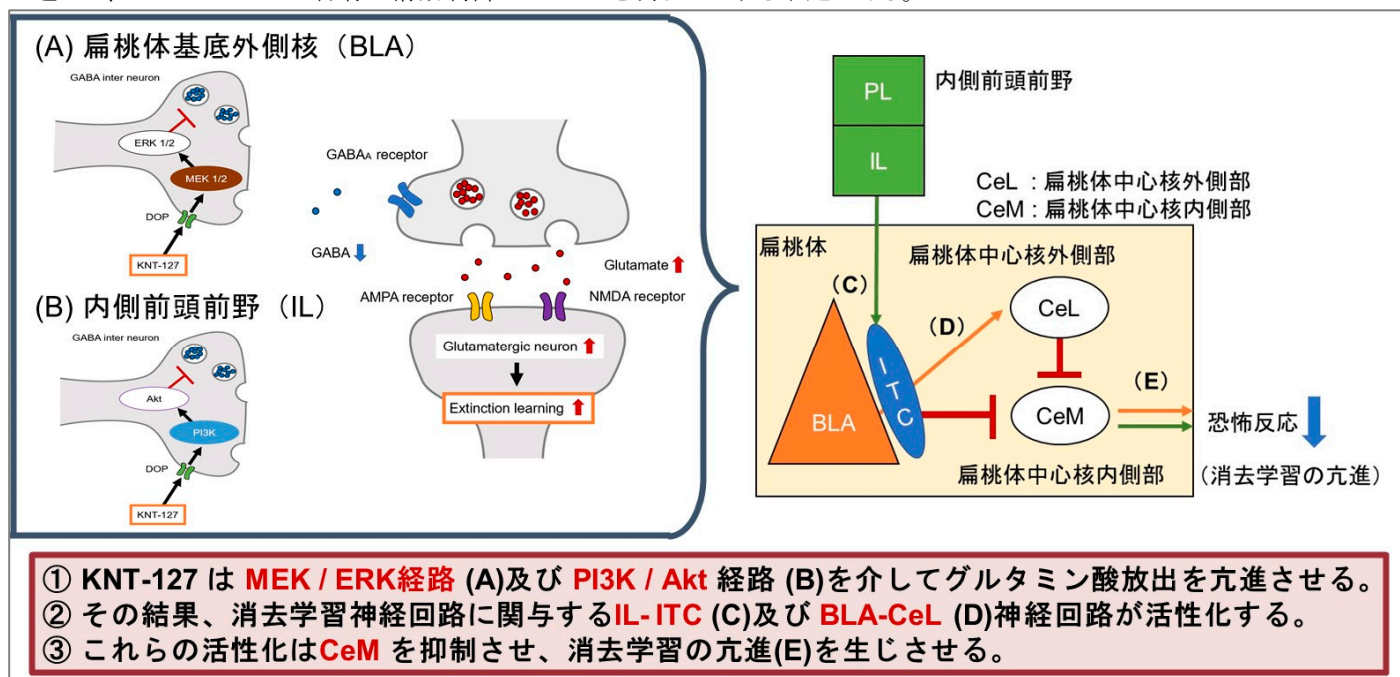 (A) 扁桃体基底外側核（BLA）
GABA inter neuron
ERK 1/2
MEK 1/2
DOP
KNT-127
(B) 内側前頭前野（IL）
GABA inter neuron
Akt
PI3K
DOP
KNT-127
GABAA receptor
GABA
Glutamate
AMPA receptor
NMDA receptor
Glutamatergic neuron
Extinction learning
PL
内側前頭前野
IL
CeL：扁桃体中心核外側部
CeM：扁桃体中心核内側部
扁桃体
扁桃体中心核外側部
(C)
(D)
CeL
ITC
BLA
CeM
(E)
恐怖反応
扁桃体中心核内側部
(消去学習の亢進)
① KNT-127 は MEK / ERK経路 (A)及び PI3K / Akt 経路 (B)を介してグルタミン酸放出を亢進させる。
② その結果、消去学習神経回路に関与するIL- ITC (C)及び BLA-CeL (D)神経回路が活性化する。
③ これらの活性化はCeM を抑制させ、消去学習の亢進(E)を生じさせる。